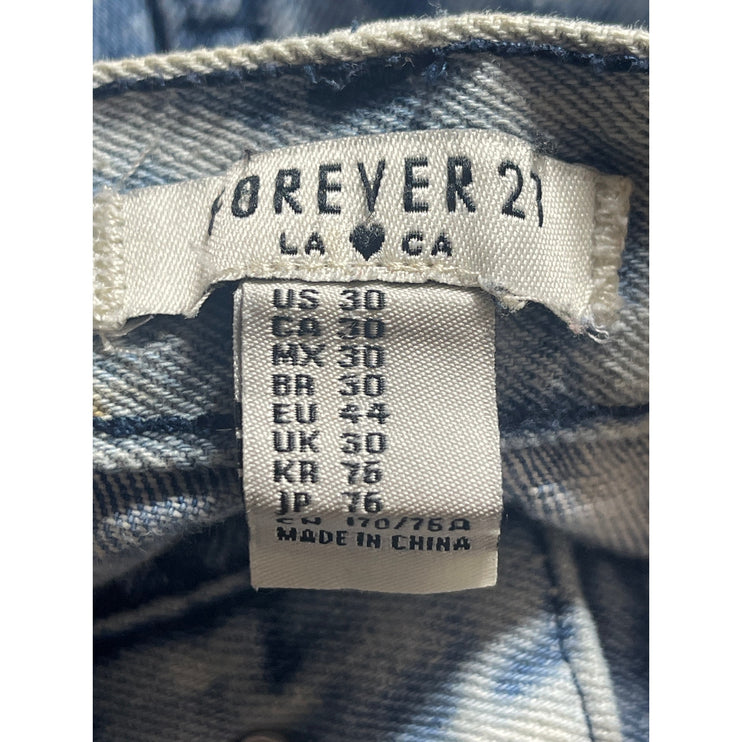 FOREVER 21
LA CA
US 30
CA 30
MX 30
BR 30
EU 44
UK 30
KR 76
JP 76
CN 170/76A
MADE IN CHINA